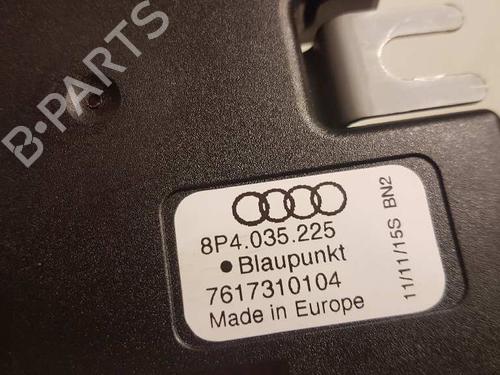 B·PARTS
8P4.035.225
• Blaupunkt
7617310104
Made in Europe
11/11/15S BN2